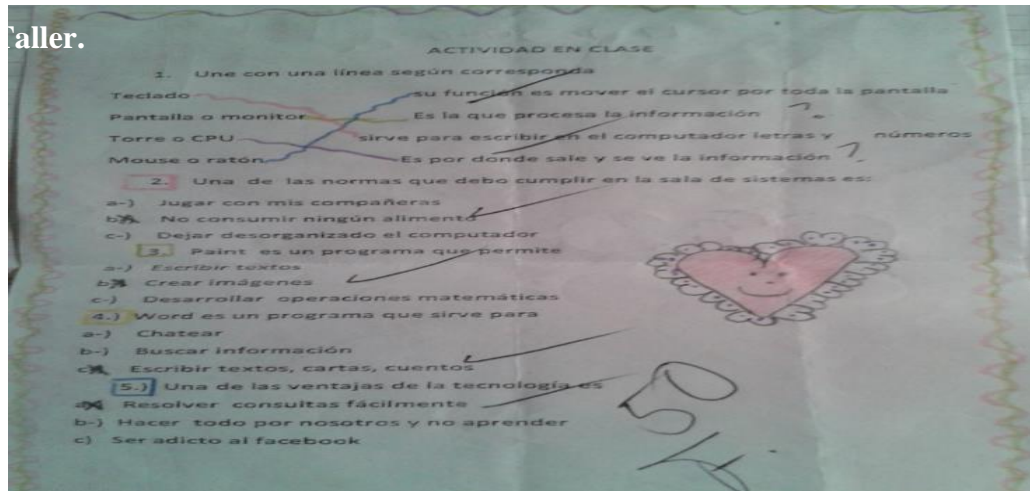 Taller.
ACTIVIDAD EN CLASE
1. Une con una línea según corresponda
Teclado su función es mover el cursor por toda la pantalla
Pantalla o monitor Es la que procesa la información
Torre o CPU sirve para escribir en el computador letras y números
Mouse o ratón Es por donde sale y se ve la información
2. Una de las normas que debo cumplir en la sala de sistemas es:
a-) Jugar con mis compañeras
b-) No consumir ningún alimento
c-) Dejar desorganizado el computador
3. Paint es un programa que permite
a-) Escribir textos
b-) Crear imágenes
c-) Desarrollar operaciones matemáticas
4.) Word es un programa que sirve para
a-) Chatear
b-) Buscar información
c-) Escribir textos, cartas, cuentos
5.) Una de las ventajas de la tecnología es
a-) Resolver consultas fácilmente
b-) Hacer todo por nosotros y no aprender
c) Ser adicto al facebook
50